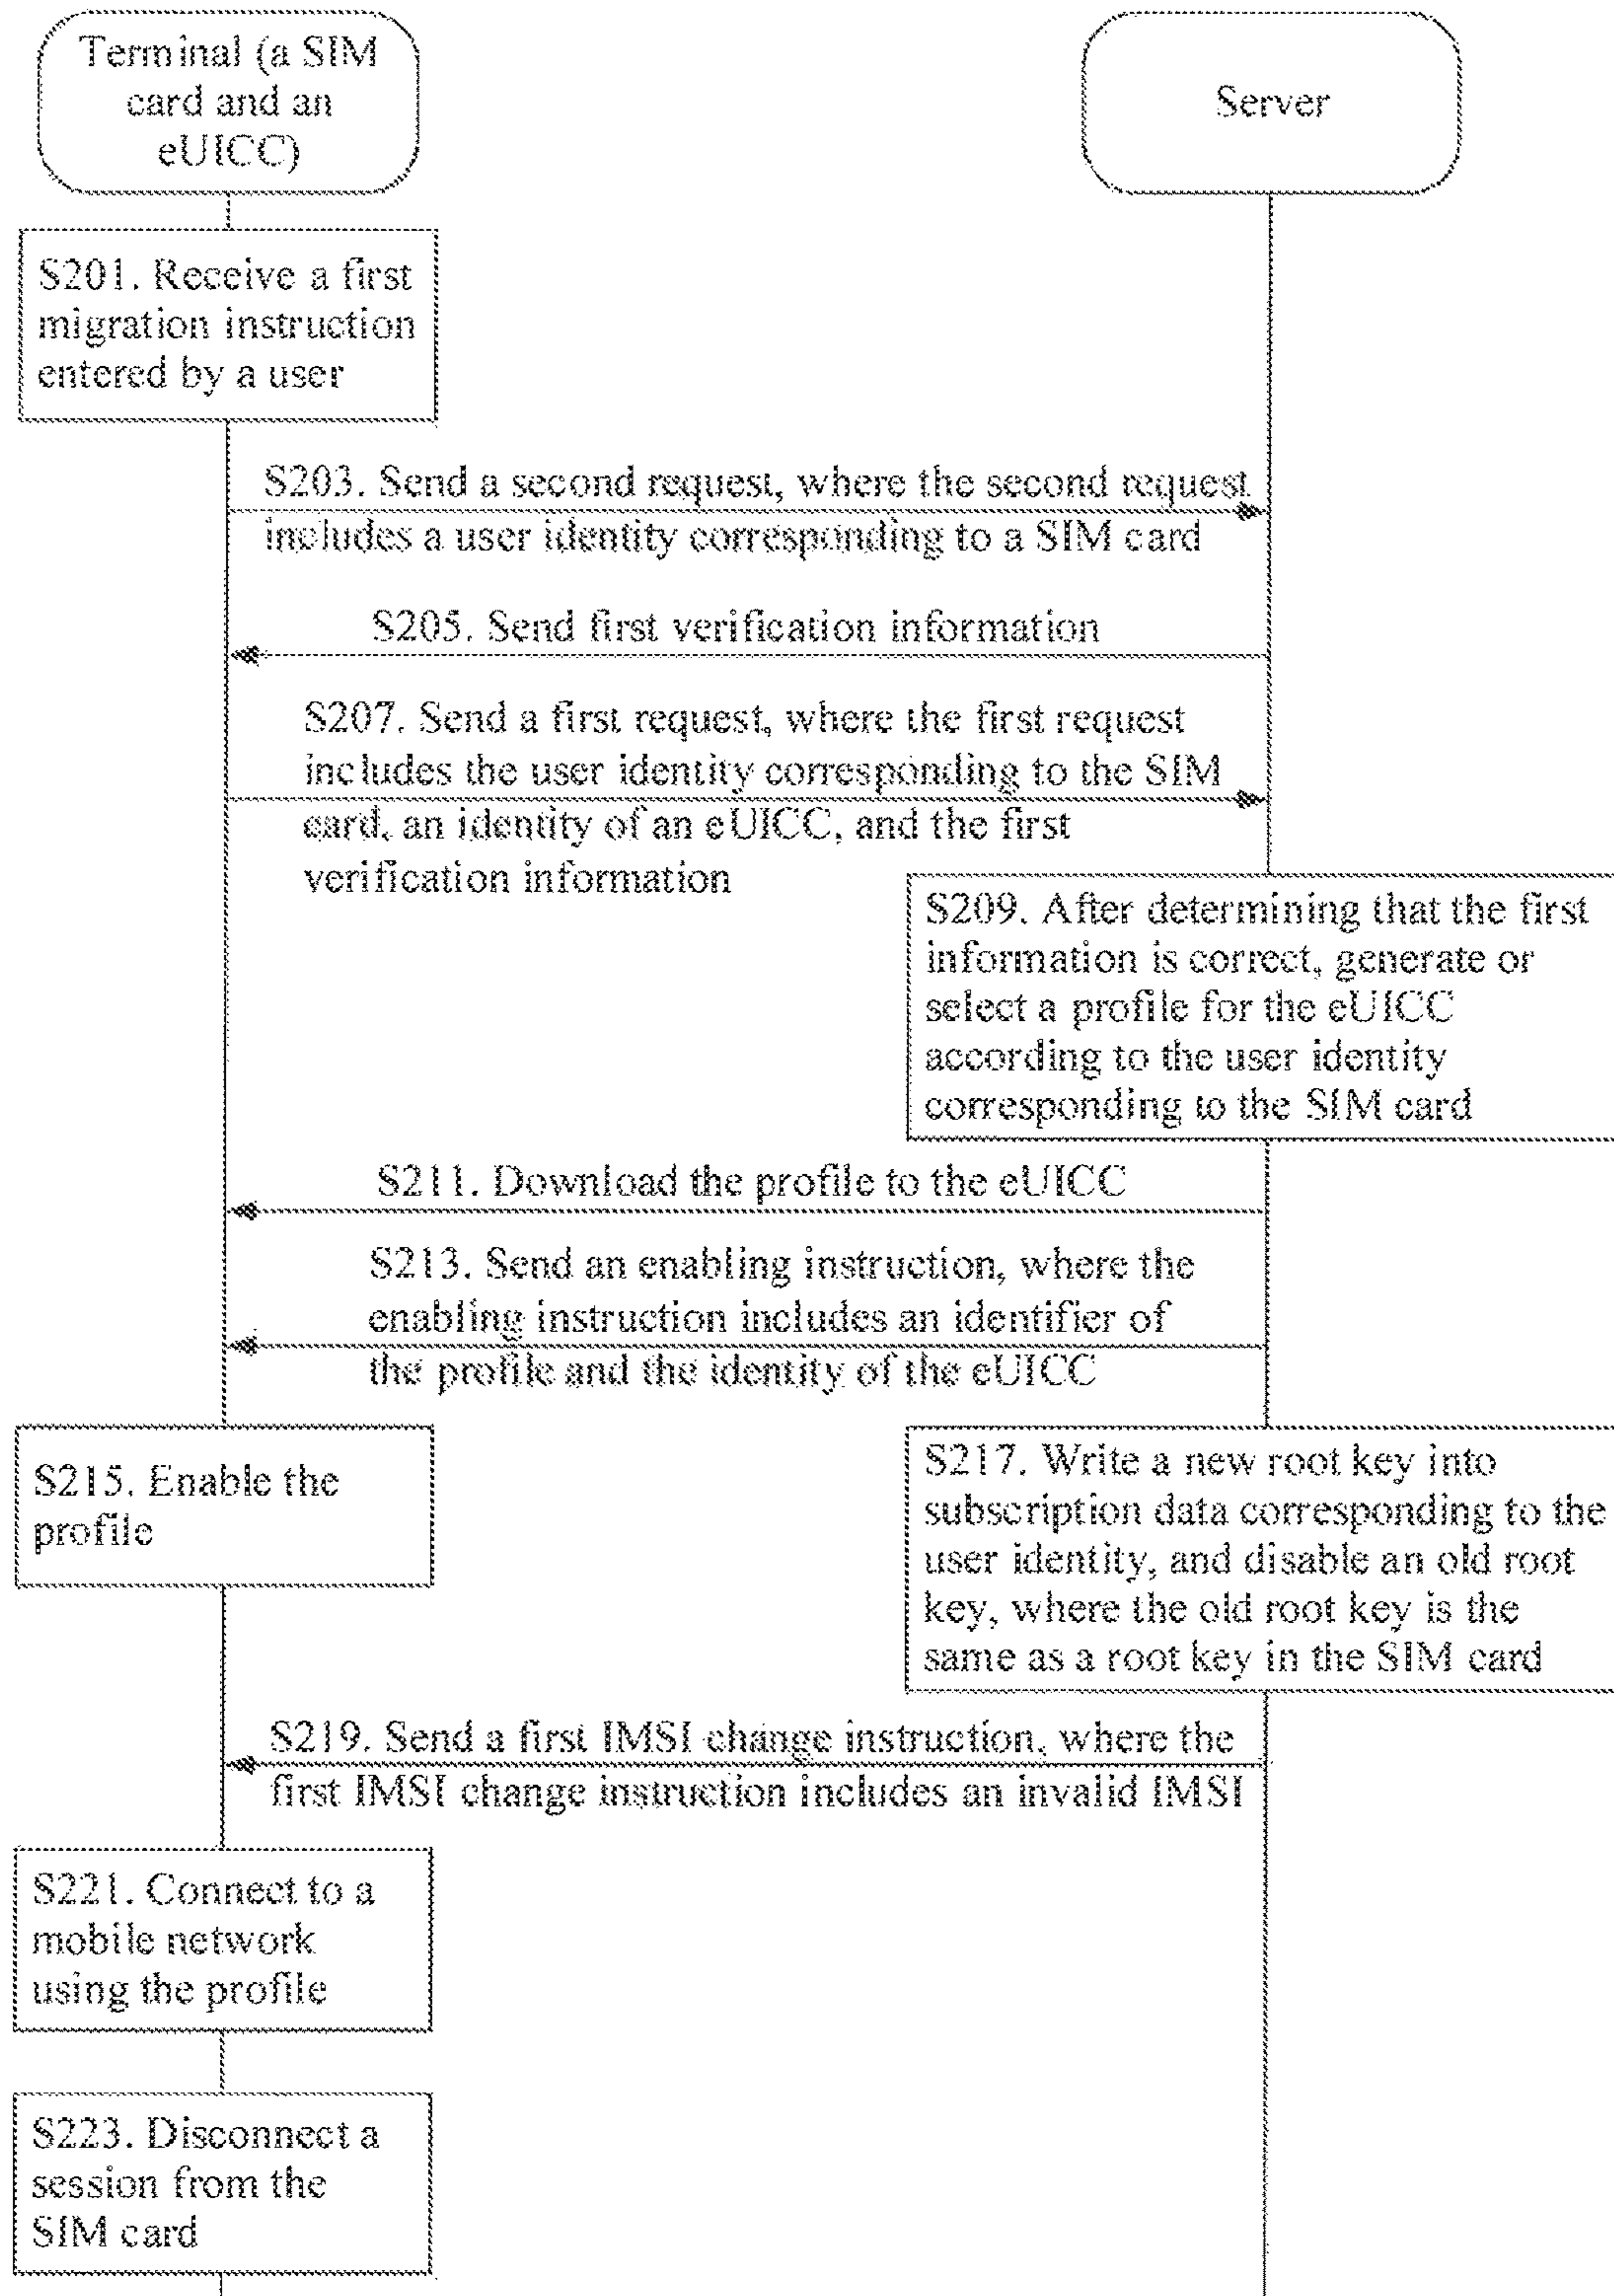 Terminal (a SIM
card and an
eUICC)
Server
S201. Receive a first
migration instruction
entered by a user
S203. Send a second request, where the second request
includes a user identity corresponding to a SIM card
S205. Send first verification information
S207. Send a first request, where the first request
includes the user identity corresponding to the SIM
card, an identity of an eUICC, and the first
verification information
S209. After determining that the first
information is correct, generate or
select a profile for the eUICC
according to the user identity
corresponding to the SIM card
S211. Download the profile to the eUICC
S213. Send an enabling instruction, where the
enabling instruction includes an identifier of
the profile and the identity of the eUICC
S215. Enable the
profile
S217. Write a new root key into
subscription data corresponding to the
user identity, and disable an old root
key, where the old root key is the
same as a root key in the SIM card
S219. Send a first IMSI change instruction, where the
first IMSI change instruction includes an invalid IMSI
S221. Connect to a
mobile network
using the profile
S223. Disconnect a
session from the
SIM card